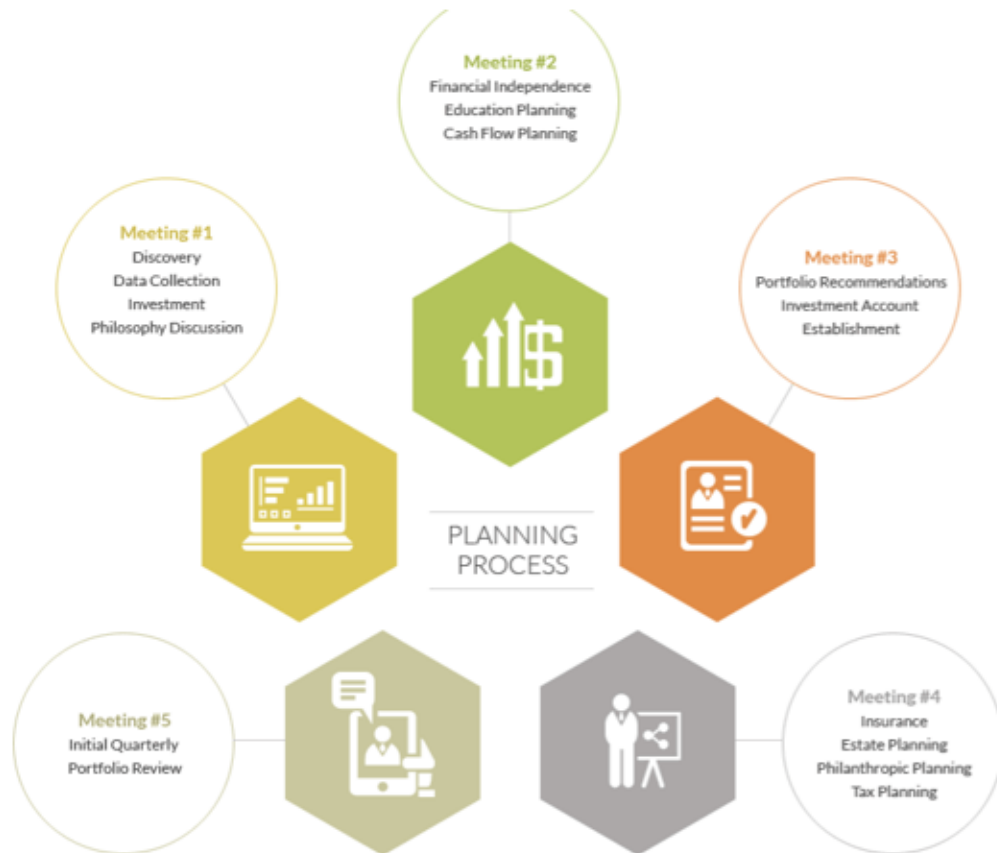 Meeting #1
Discovery
Data Collection
Investment
Philosophy Discussion
Meeting #2
Financial Independence
Education Planning
Cash Flow Planning
Meeting #3
Portfolio Recommendations
Investment Account
Establishment
PLANNING
PROCESS
Meeting #4
Insurance
Estate Planning
Philanthropic Planning
Tax Planning
Meeting #5
Initial Quarterly
Portfolio Review